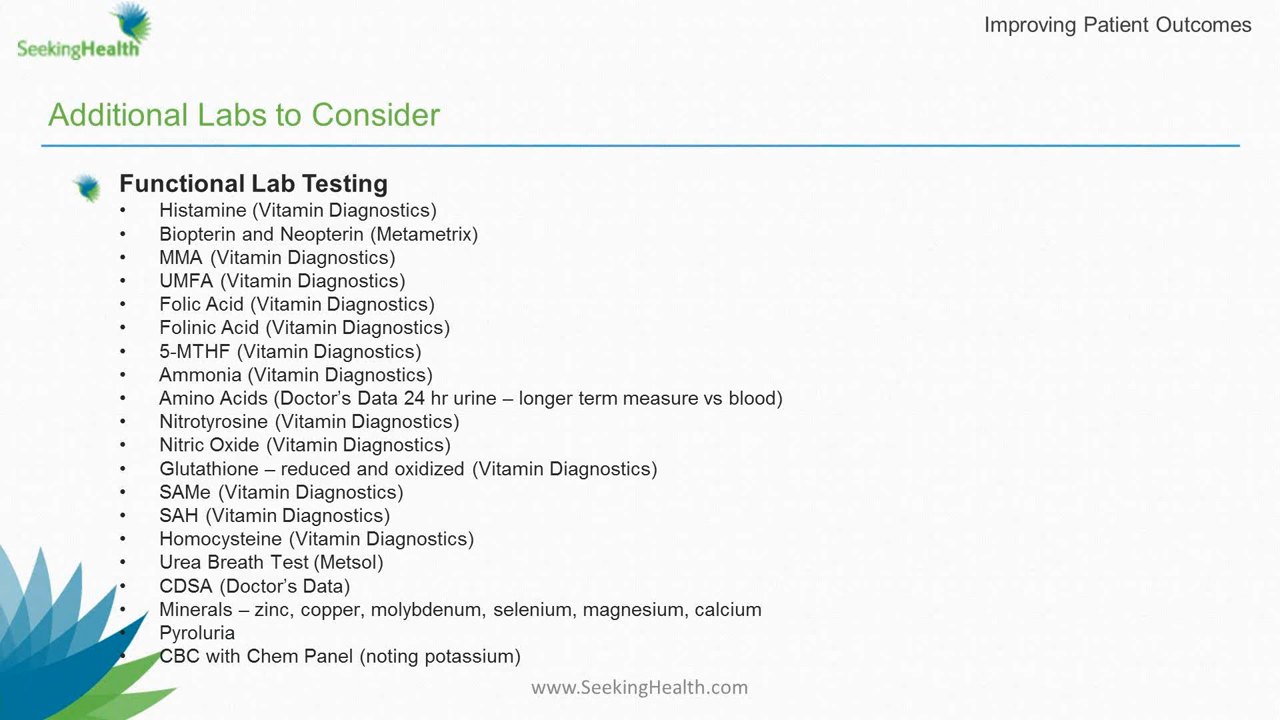 SeekingHealth
Improving Patient Outcomes
Additional Labs to Consider
Functional Lab Testing
• Histamine (Vitamin Diagnostics)
• Biopterin and Neopterin (Metametrix)
• MMA (Vitamin Diagnostics)
• UMFA (Vitamin Diagnostics)
• Folic Acid (Vitamin Diagnostics)
• Folinic Acid (Vitamin Diagnostics)
• 5-MTHF (Vitamin Diagnostics)
• Ammonia (Vitamin Diagnostics)
• Amino Acids (Doctor’s Data 24 hr urine – longer term measure vs blood)
• Nitrotyrosine (Vitamin Diagnostics)
• Nitric Oxide (Vitamin Diagnostics)
• Glutathione – reduced and oxidized (Vitamin Diagnostics)
• SAMe (Vitamin Diagnostics)
• SAH (Vitamin Diagnostics)
• Homocysteine (Vitamin Diagnostics)
• Urea Breath Test (Metsol)
• CDSA (Doctor’s Data)
• Minerals – zinc, copper, molybdenum, selenium, magnesium, calcium
• Pyroluria
• CBC with Chem Panel (noting potassium)
www.SeekingHealth.com